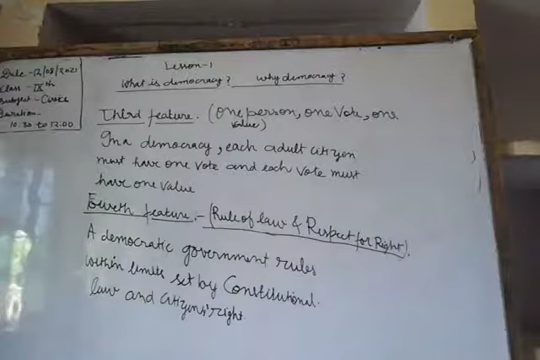 Date - 12/08/2021
Class - IXth
Subject - Civics
Duration -
10.30 to 12.00
Lesson - 1
What is democracy? why democracy?
Third feature. (one person, one Vote, one
value)
In a democracy, each adult citizen
must have one vote and each vote must
have one value
Fourth feature :- (Rule of law & Respect for Right).
A democratic government rules
within limits set by Constitutional
law and citizens' right